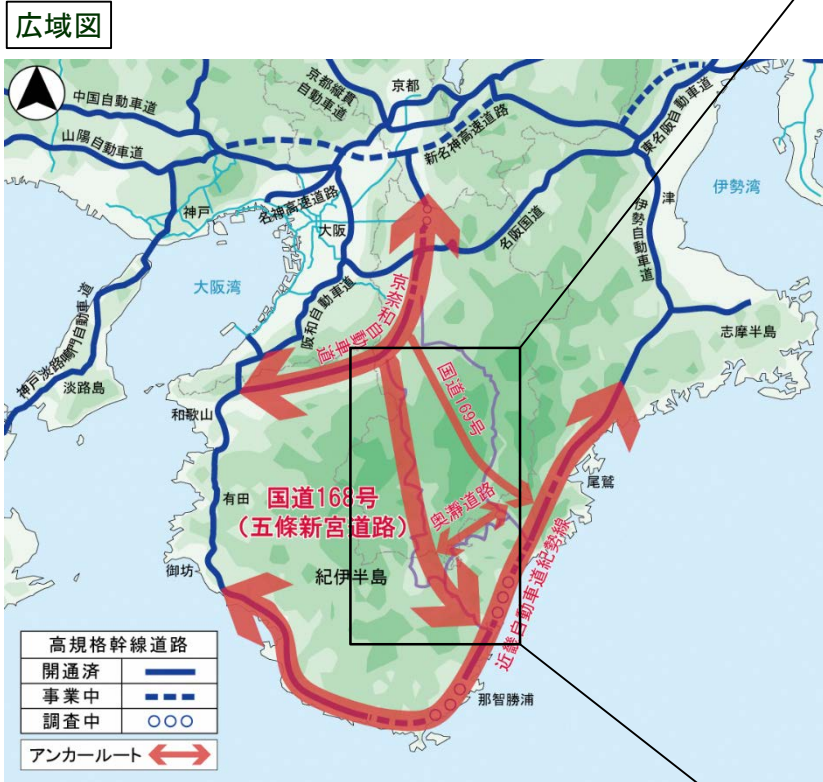 広域図
京都縦貫
自動車道
京都
中国自動車道
山陽自動車道
新名神高速道路
東名阪自動車道
神戸
名神高速道路
大阪
名阪国道
津
伊勢湾
伊勢自動車道
大阪湾
阪和自動車道
京奈和自動車道
神戸淡路鳴門自動車道
淡路島
志摩半島
和歌山
国道169号
尾鷲
有田
国道168号
(五條新宮道路)
奥瀞道路
御坊
紀伊半島
近畿自動車道紀勢線
那智勝浦
高規格幹線道路
開通済
事業中
調査中
アンカールート